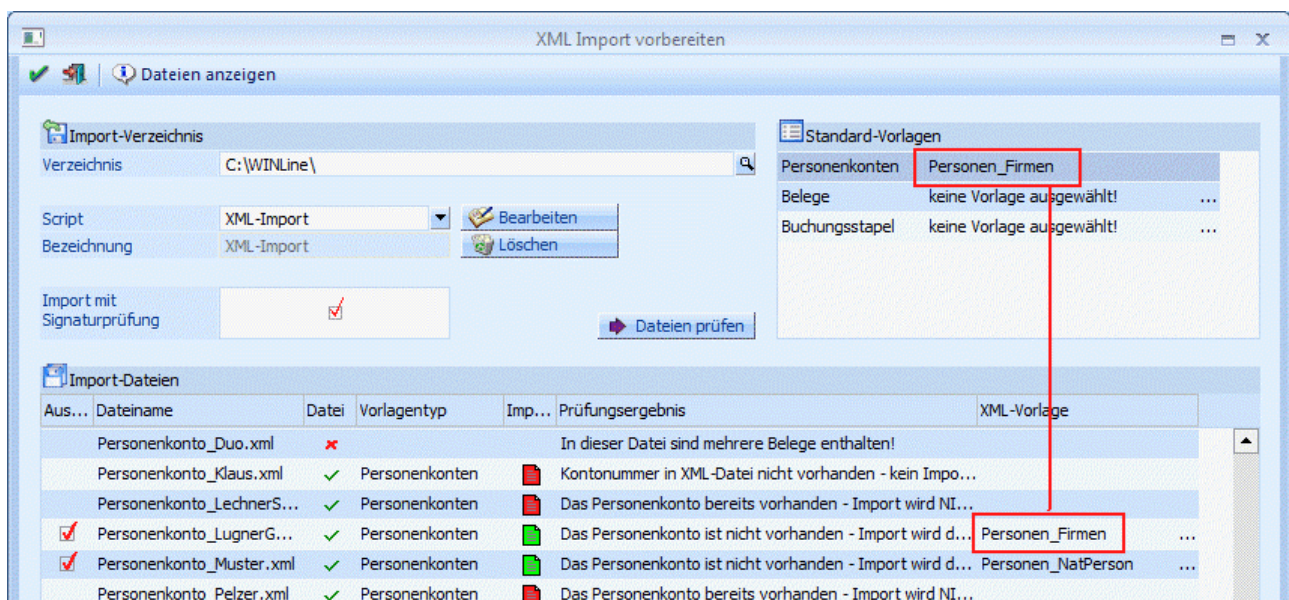 XML Import vorbereiten
Dateien anzeigen
Import-Verzeichnis
Verzeichnis C:\WINLine\
Script XML-Import Bearbeiten
Bezeichnung XML-Import Löschen
Import mit
Signaturprüfung
Dateien prüfen
Standard-Vorlagen
Personenkonten Personen_Firmen
Belege keine Vorlage ausgewählt! ...
Buchungsstapel keine Vorlage ausgewählt! ...
Import-Dateien
Aus... Dateiname Datei Vorlagentyp Imp... Prüfungsergebnis XML-Vorlage
Personenkonto_Duo.xml In dieser Datei sind mehrere Belege enthalten!
Personenkonto_Klaus.xml Personenkonten Kontonummer in XML-Datei nicht vorhanden - kein Impo...
Personenkonto_LechnerS... Personenkonten Das Personenkonto bereits vorhanden - Import wird NI...
Personenkonto_LugnerG... Personenkonten Das Personenkonto ist nicht vorhanden - Import wird d... Personen_Firmen ...
Personenkonto_Muster.xml Personenkonten Das Personenkonto ist nicht vorhanden - Import wird d... Personen_NatPerson ...
Personenkonto_Pelzer.xml Personenkonten Das Personenkonto bereits vorhanden - Import wird NI...